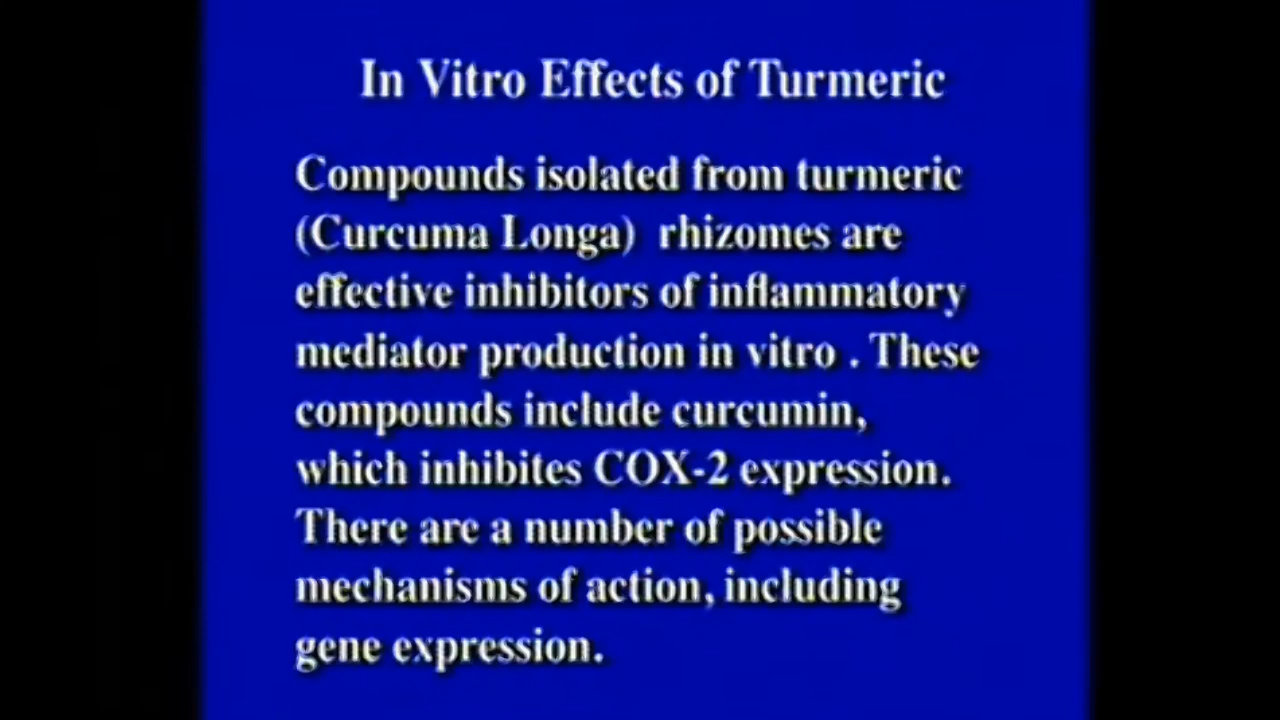 In Vitro Effects of Turmeric
Compounds isolated from turmeric
(Curcuma Longa) rhizomes are
effective inhibitors of inflammatory
mediator production in vitro . These
compounds include curcumin,
which inhibites COX-2 expression.
There are a number of possible
mechanisms of action, including
gene expression.